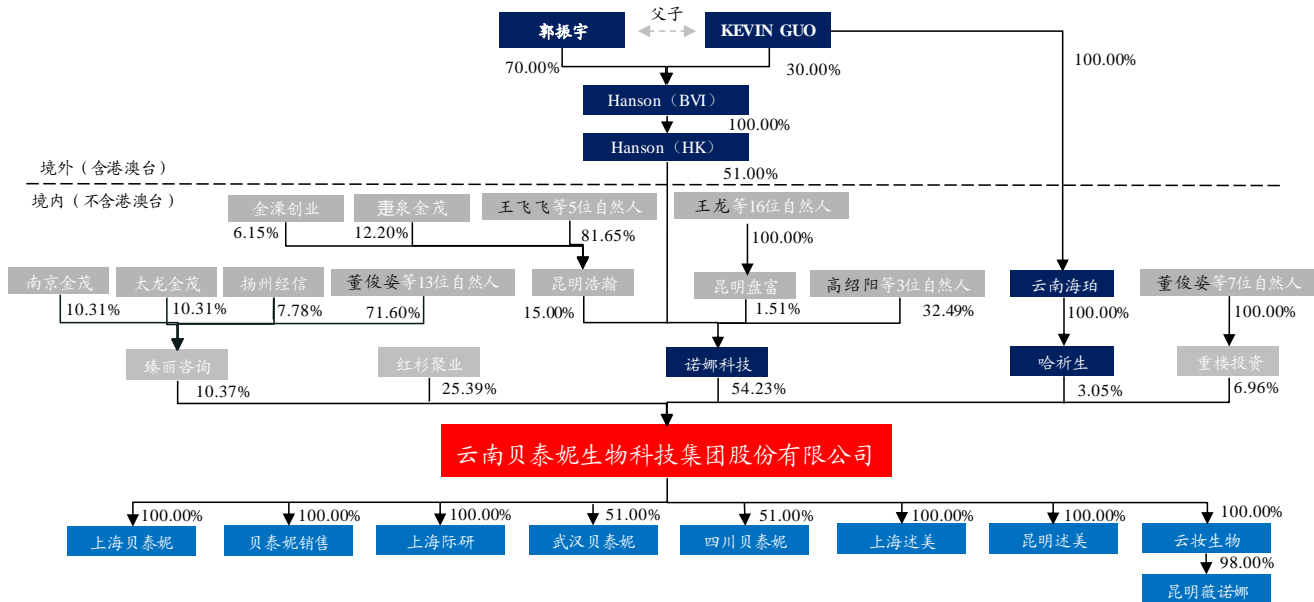 父子
郭振宇
KEVIN GUO
70.00%
30.00%
100.00%
Hanson（BVI）
100.00%
Hanson（HK）
51.00%
境外（含港澳台）
境内（不含港澳台）
金溧创业
疌泉金茂
王飞飞等5位自然人
王龙等16位自然人
6.15%
12.20%
81.65%
100.00%
南京金茂
太龙金茂
扬州经信
董俊姿等13位自然人
昆明浩瀚
昆明盘富
高绍阳等3位自然人
云南海珀
董俊姿等7位自然人
10.31%
10.31%
7.78%
71.60%
15.00%
1.51%
32.49%
100.00%
100.00%
臻丽咨询
红杉聚业
诺娜科技
哈祈生
重楼投资
10.37%
25.39%
54.23%
3.05%
6.96%
云南贝泰妮生物科技集团股份有限公司
100.00%
100.00%
100.00%
51.00%
51.00%
100.00%
100.00%
100.00%
上海贝泰妮
贝泰妮销售
上海际研
武汉贝泰妮
四川贝泰妮
上海述美
昆明述美
云妆生物
98.00%
昆明薇诺娜